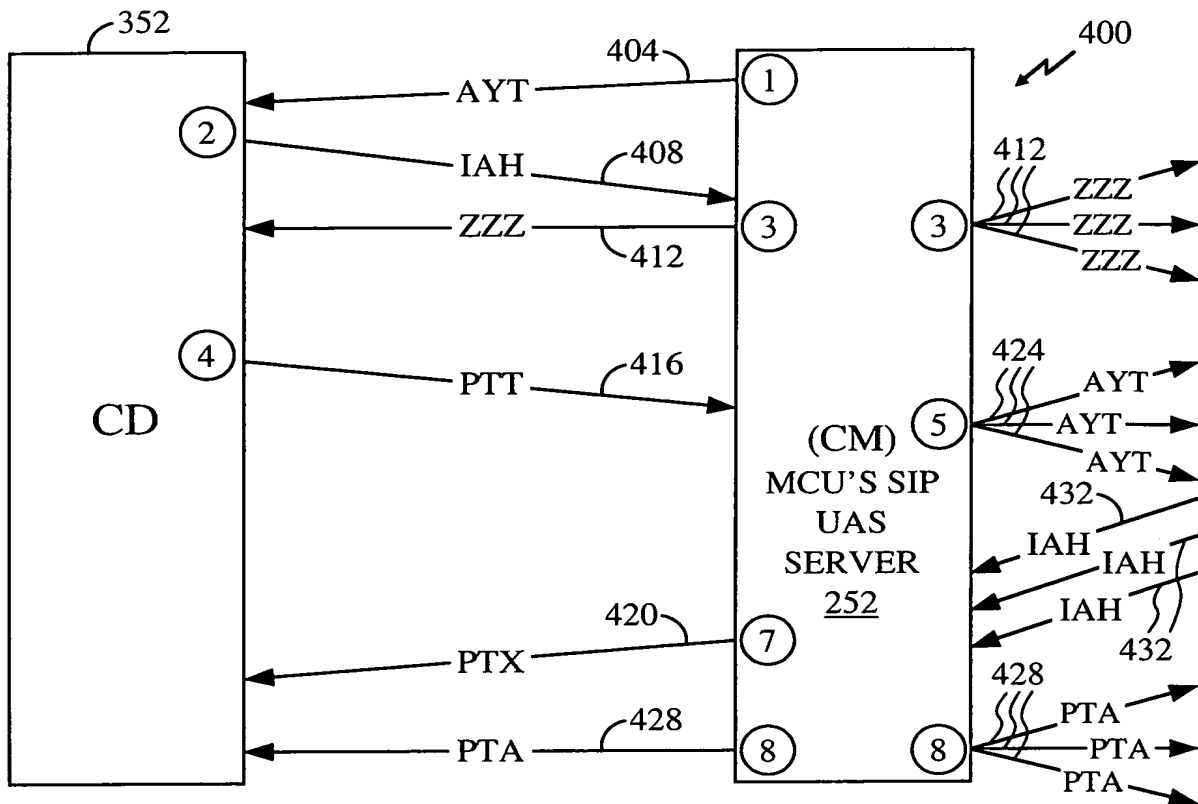 352
404
400
1
AYT
2
IAH
408
412
ZZZ
3
ZZZ
3
ZZZ
412
ZZZ
4
PTT
416
424
AYT
CD
5
AYT
(CM)
AYT
MCU'S SIP
UAS
SERVER
252
432
IAH
IAH
IAH
432
420
7
PTX
428
428
PTA
PTA
8
8
PTA
PTA